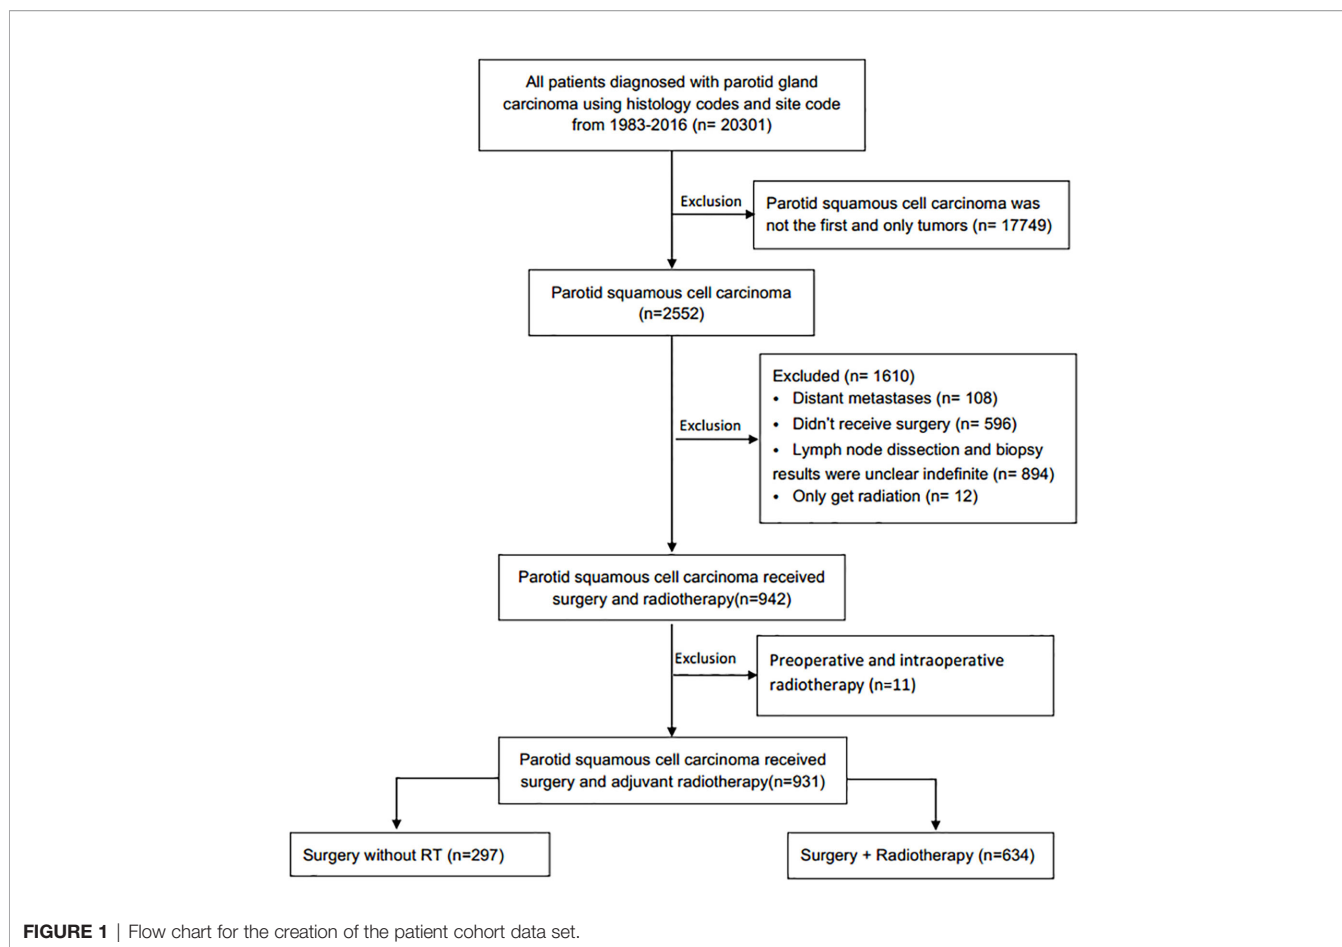 All patients diagnosed with parotid gland
carcinoma using histology codes and site code
from 1983-2016 (n= 20301)
Exclusion
Parotid squamous cell carcinoma was
not the first and only tumors (n= 17749)
Parotid squamous cell carcinoma
(n=2552)
Exclusion
Excluded (n= 1610)
• Distant metastases (n= 108)
• Didn't receive surgery (n= 596)
• Lymph node dissection and biopsy
results were unclear indefinite (n= 894)
• Only get radiation (n= 12)
Parotid squamous cell carcinoma received
surgery and radiotherapy(n=942)
Exclusion
Preoperative and intraoperative
radiotherapy (n=11)
Parotid squamous cell carcinoma received
surgery and adjuvant radiotherapy(n=931)
Surgery without RT (n=297)
Surgery + Radiotherapy (n=634)
FIGURE 1 | Flow chart for the creation of the patient cohort data set.